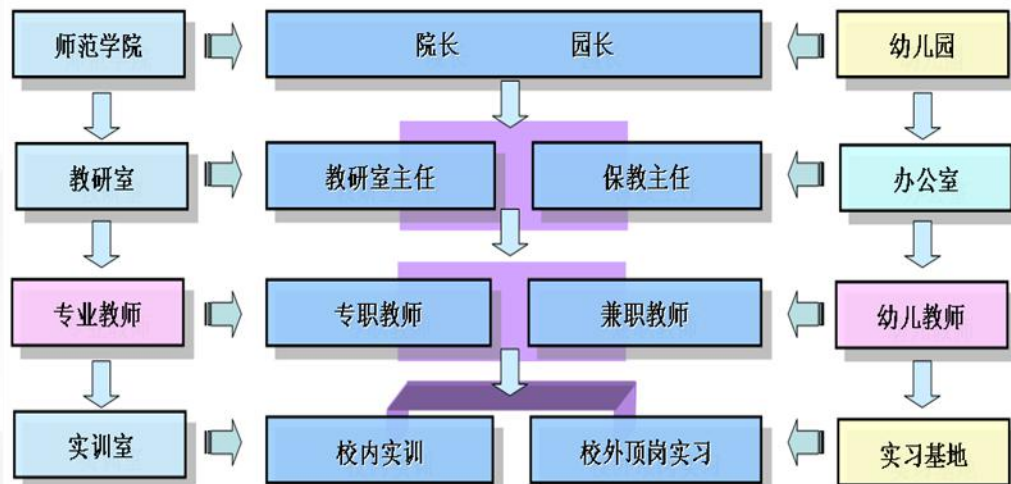 师范学院
院长 园长
幼儿园
教研室
教研室主任
保教主任
办公室
专业教师
专职教师
兼职教师
幼儿教师
实训室
校内实训
校外顶岗实习
实习基地